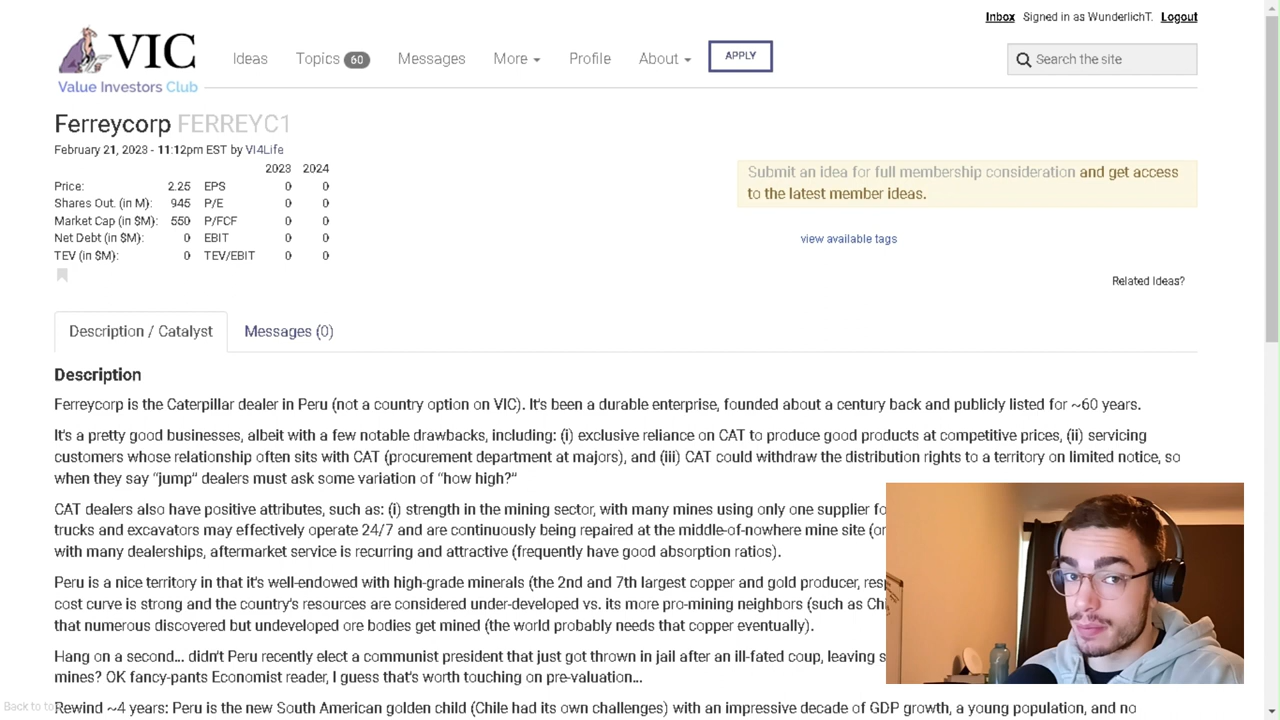 Inbox Signed in as WunderlichT. Logout
VIC
Value Investors Club
Ideas Topics 60 Messages More Profile About APPLY
Search the site
Ferreycorp FERREYC1
February 21, 2023 - 11:12pm EST by VI4Life
2023 2024
Price: 2.25 EPS 0 0
Shares Out. (in M): 945 P/E 0 0
Market Cap (in $M): 550 P/FCF 0 0
Net Debt (in $M): 0 EBIT 0 0
TEV (in $M): 0 TEV/EBIT 0 0
Submit an idea for full membership consideration and get access
to the latest member ideas.
view available tags
Related Ideas?
Description / Catalyst Messages (0)
Description
Ferreycorp is the Caterpillar dealer in Peru (not a country option on VIC). It's been a durable enterprise, founded about a century back and publicly listed for ~60 years.
It's a pretty good businesses, albeit with a few notable drawbacks, including: (i) exclusive reliance on CAT to produce good products at competitive prices, (ii) servicing
customers whose relationship often sits with CAT (procurement department at majors), and (iii) CAT could withdraw the distribution rights to a territory on limited notice, so
when they say “jump” dealers must ask some variation of “how high?”
CAT dealers also have positive attributes, such as: (i) strength in the mining sector, with many mines using only one supplier fo
trucks and excavators may effectively operate 24/7 and are continuously being repaired at the middle-of-nowhere mine site (or
with many dealerships, aftermarket service is recurring and attractive (frequently have good absorption ratios).
Peru is a nice territory in that it's well-endowed with high-grade minerals (the 2nd and 7th largest copper and gold producer, resp
cost curve is strong and the country's resources are considered under-developed vs. its more pro-mining neighbors (such as Chi
that numerous discovered but undeveloped ore bodies get mined (the world probably needs that copper eventually).
Hang on a second... didn't Peru recently elect a communist president that just got thrown in jail after an ill-fated coup, leaving s
mines? OK fancy-pants Economist reader, I guess that's worth touching on pre-valuation...
Back to to
Rewind ~4 years: Peru is the new South American golden child (Chile had its own challenges) with an impressive decade of GDP growth, a young population, and no